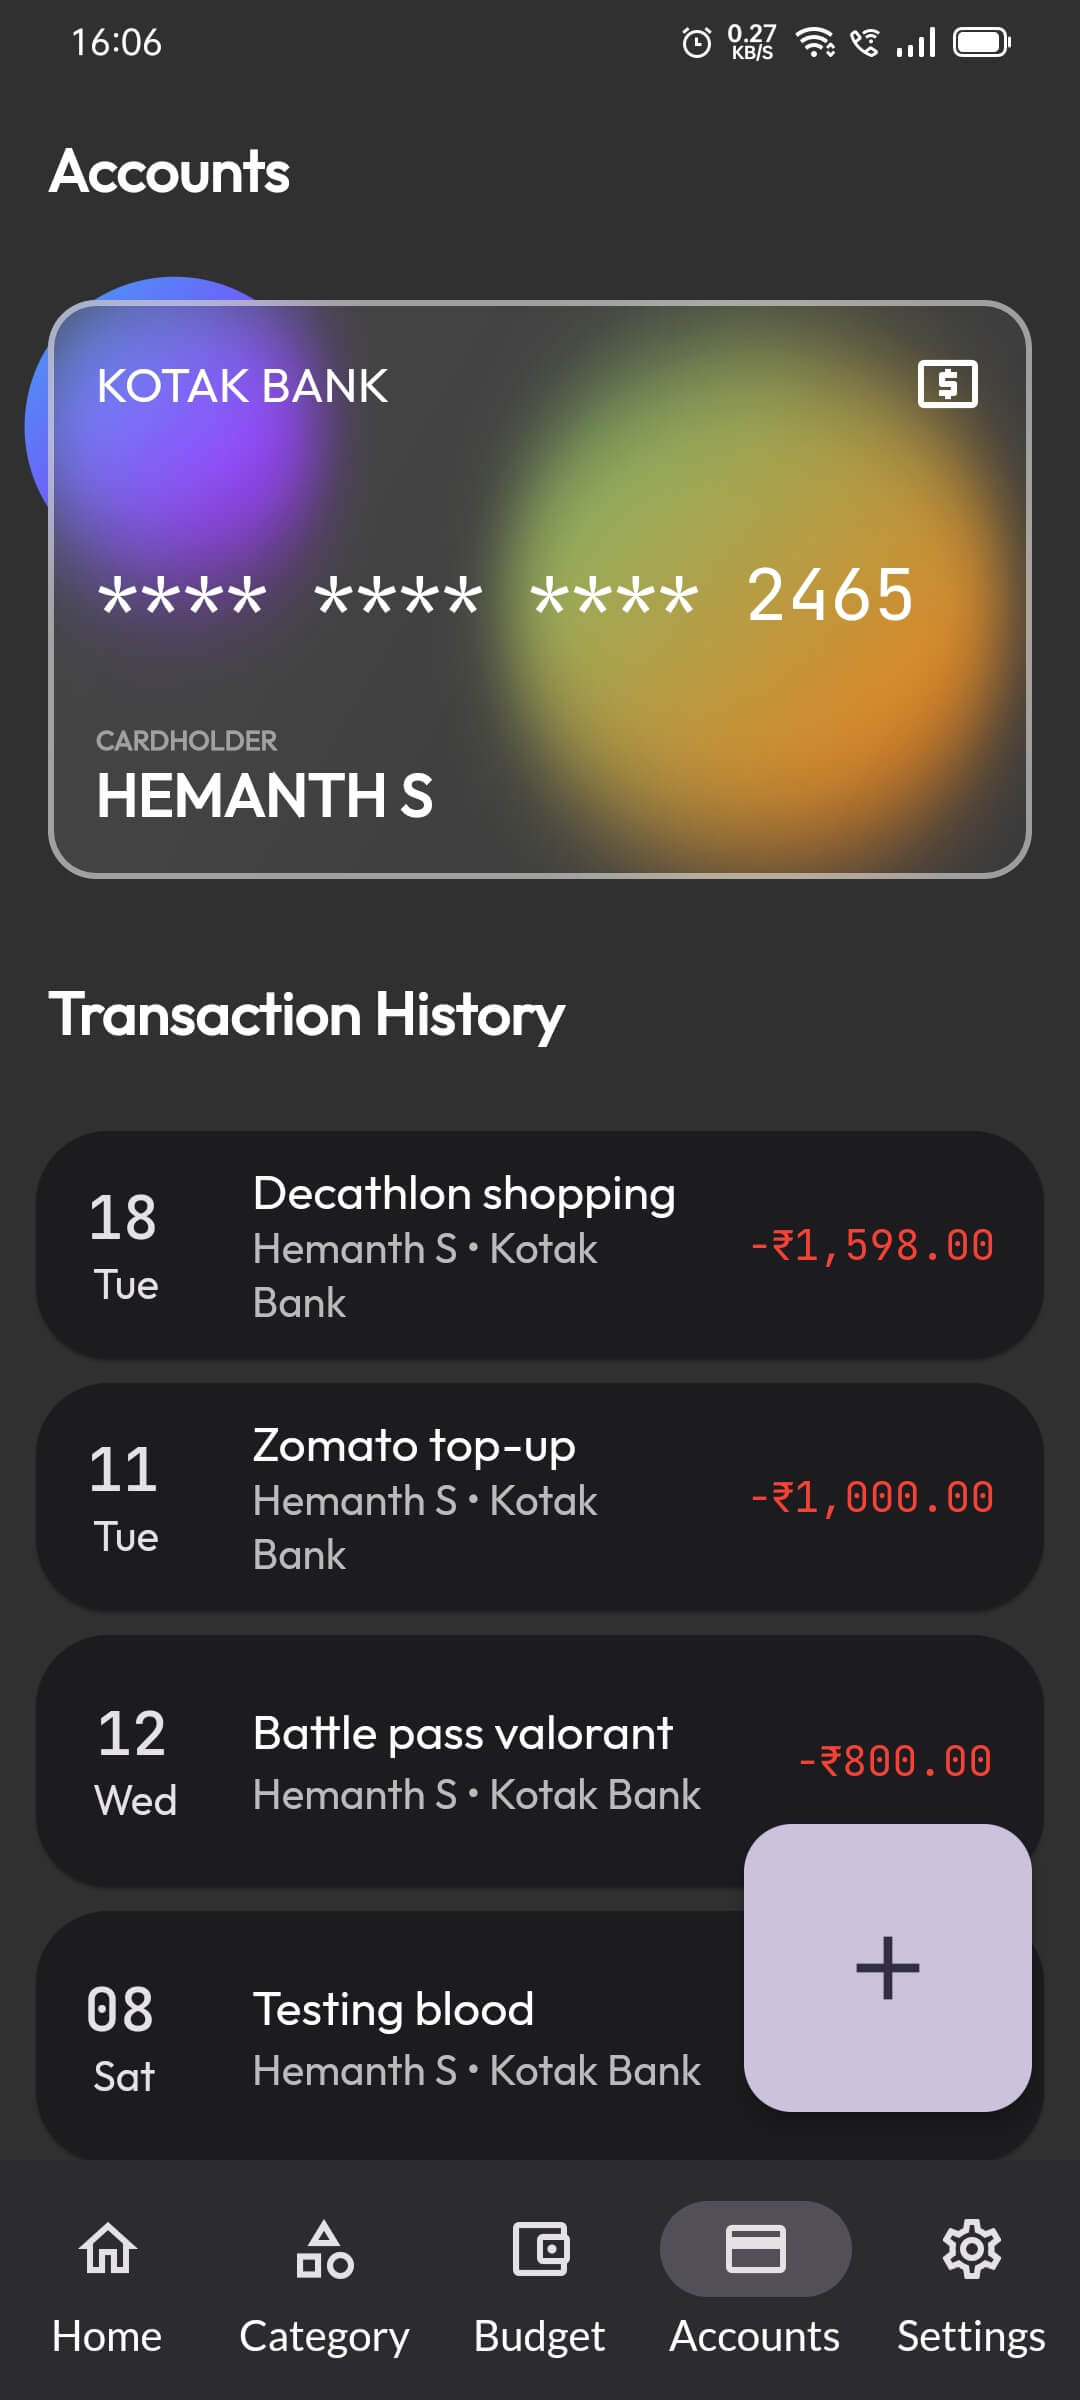 16:06
0.27
KB/S
Accounts
KOTAK BANK
**** **** **** 2465
CARDHOLDER
HEMANTH S
Transaction History
18
Tue
Decathlon shopping
Hemanth S • Kotak
Bank
-₹1,598.00
11
Tue
Zomato top-up
Hemanth S • Kotak
Bank
-₹1,000.00
12
Wed
Battle pass valorant
Hemanth S • Kotak Bank
-₹800.00
08
Sat
Testing blood
Hemanth S • Kotak Bank
Home
Category
Budget
Accounts
Settings